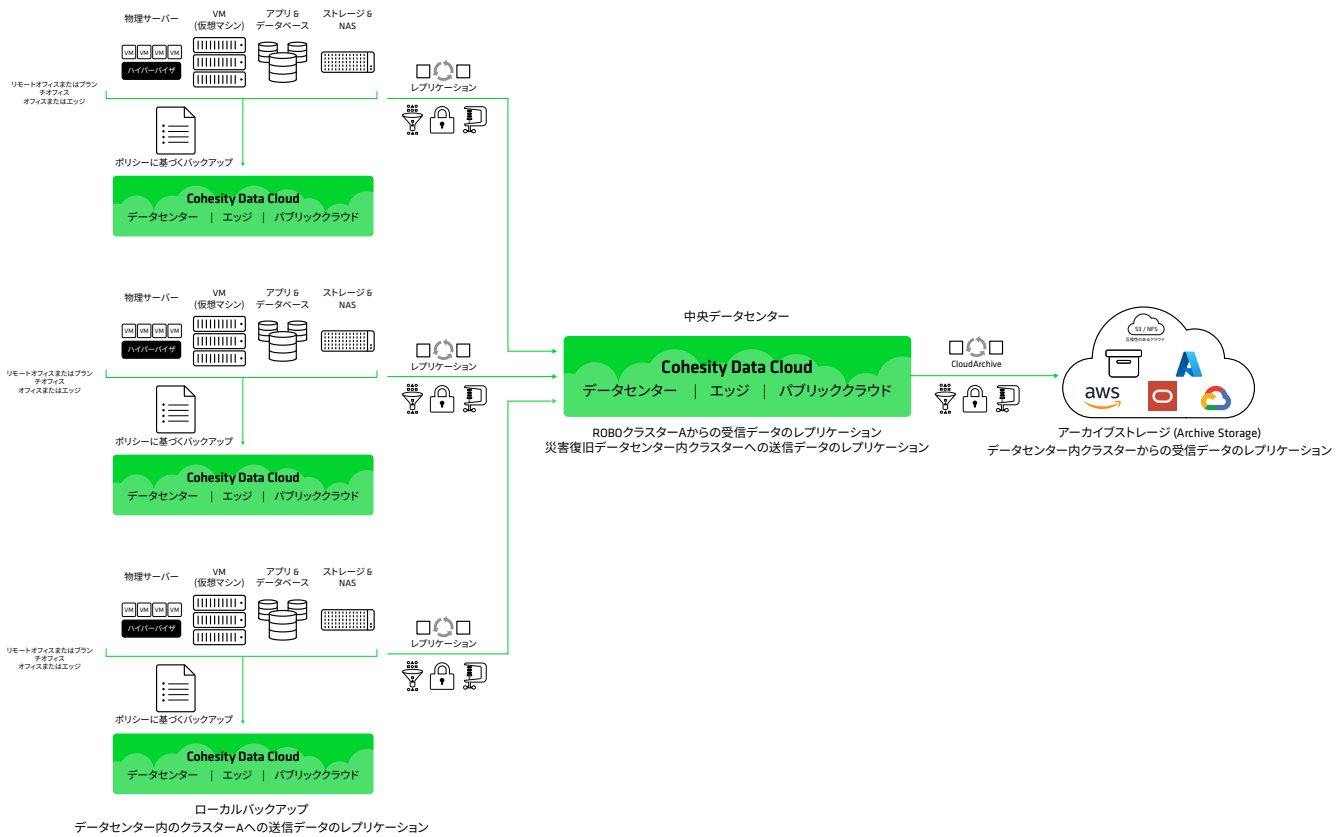 物理サーバー
VM
(仮想マシン)
アプリ &
データベース
ストレージ &
NAS
VM VM VM VM
ハイパーバイザ
リモートオフィスまたはブラン
チオフィス
オフィスまたはエッジ
レプリケーション
ポリシーに基づくバックアップ
Cohesity Data Cloud
データセンター | エッジ | パブリッククラウド
物理サーバー
VM
(仮想マシン)
アプリ &
データベース
ストレージ &
NAS
VM VM VM VM
ハイパーバイザ
リモートオフィスまたはブラン
チオフィス
オフィスまたはエッジ
レプリケーション
ポリシーに基づくバックアップ
Cohesity Data Cloud
データセンター | エッジ | パブリッククラウド
物理サーバー
VM
(仮想マシン)
アプリ &
データベース
ストレージ &
NAS
VM VM VM VM
ハイパーバイザ
リモートオフィスまたはブラン
チオフィス
オフィスまたはエッジ
レプリケーション
ポリシーに基づくバックアップ
Cohesity Data Cloud
データセンター | エッジ | パブリッククラウド
ローカルバックアップ
データセンター内のクラスターAへの送信データのレプリケーション
中央データセンター
Cohesity Data Cloud
データセンター | エッジ | パブリッククラウド
ROBOクラスターAからの受信データのレプリケーション
災害復旧データセンター内クラスターへの送信データのレプリケーション
CloudArchive
S3 / NFS
互換性のあるクラウド
aws
アーカイブストレージ (Archive Storage)
データセンター内クラスターからの受信データのレプリケーション